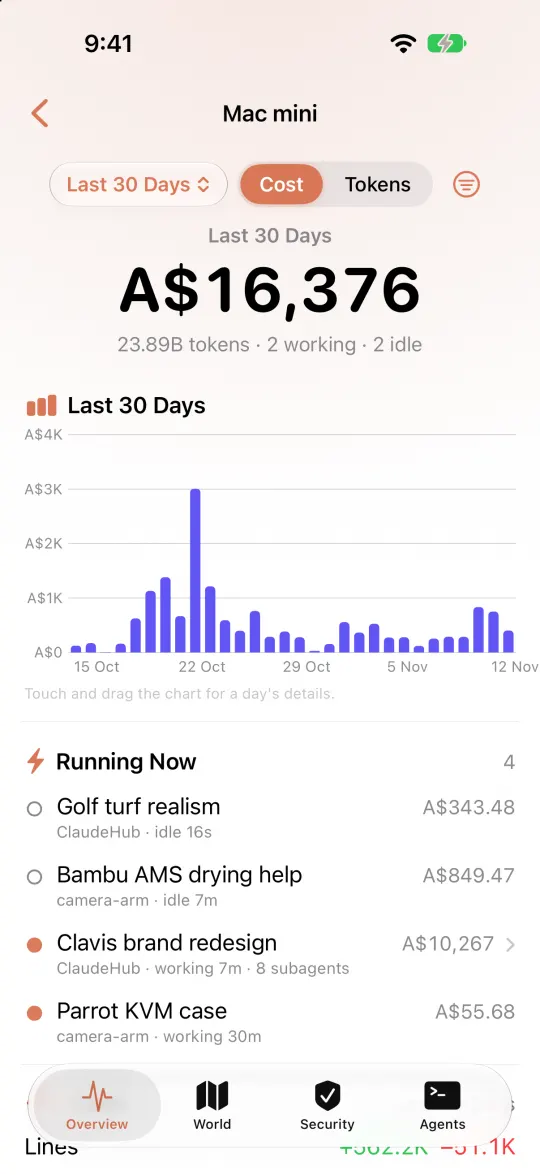 9:41
Mac mini
Last 30 Days
Cost
Tokens
Last 30 Days
A$16,376
23.89B tokens · 2 working · 2 idle
Last 30 Days
A$4K
A$3K
A$2K
A$1K
A$0
15 Oct 22 Oct 29 Oct 5 Nov 12 Nov
Touch and drag the chart for a day's details.
Running Now 4
Golf turf realism A$343.48
ClaudeHub · idle 16s
Bambu AMS drying help A$849.47
camera-arm · idle 7m
Clavis brand redesign A$10,267
ClaudeHub · working 7m · 8 subagents
Parrot KVM case A$55.68
camera-arm · working 30m
Overview World Security Agents
Lines +562.2K −51.1K